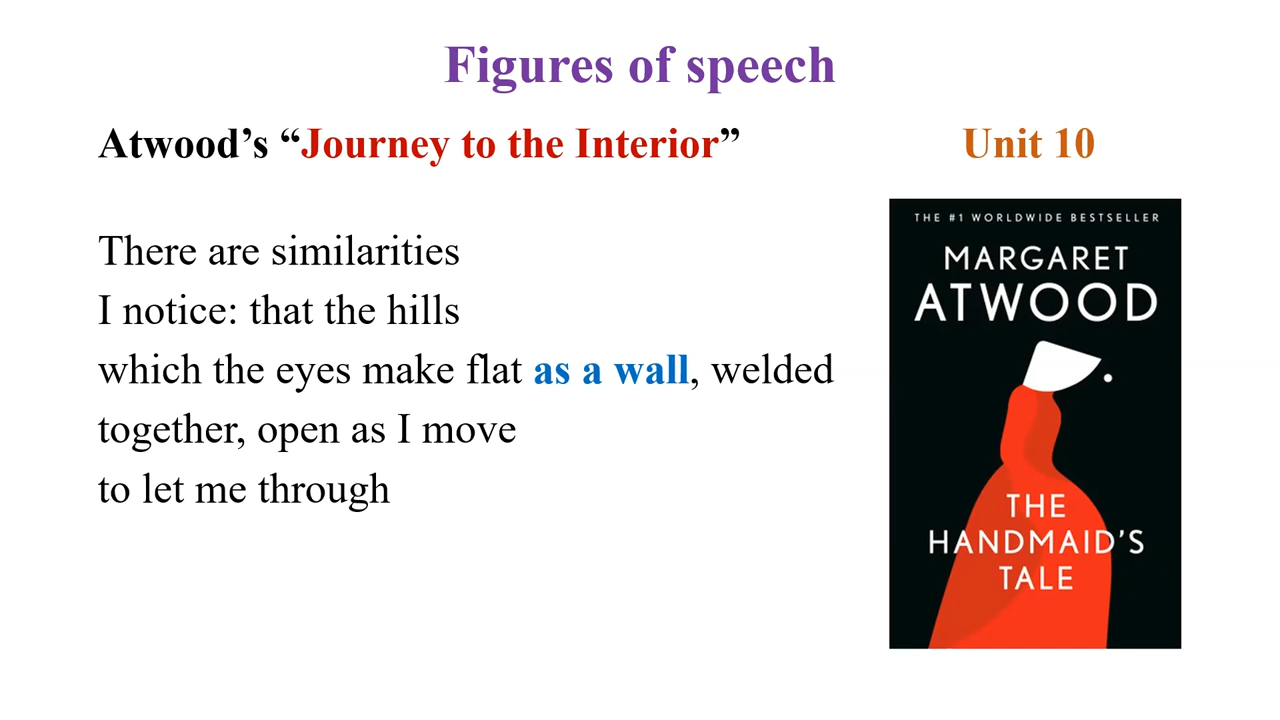 Figures of speech
Atwood’s “Journey to the Interior”
Unit 10
There are similarities
I notice: that the hills
which the eyes make flat as a wall, welded
together, open as I move
to let me through
THE #1 WORLDWIDE BESTSELLER
MARGARET
ATWOOD
THE
HANDMAID’S
TALE